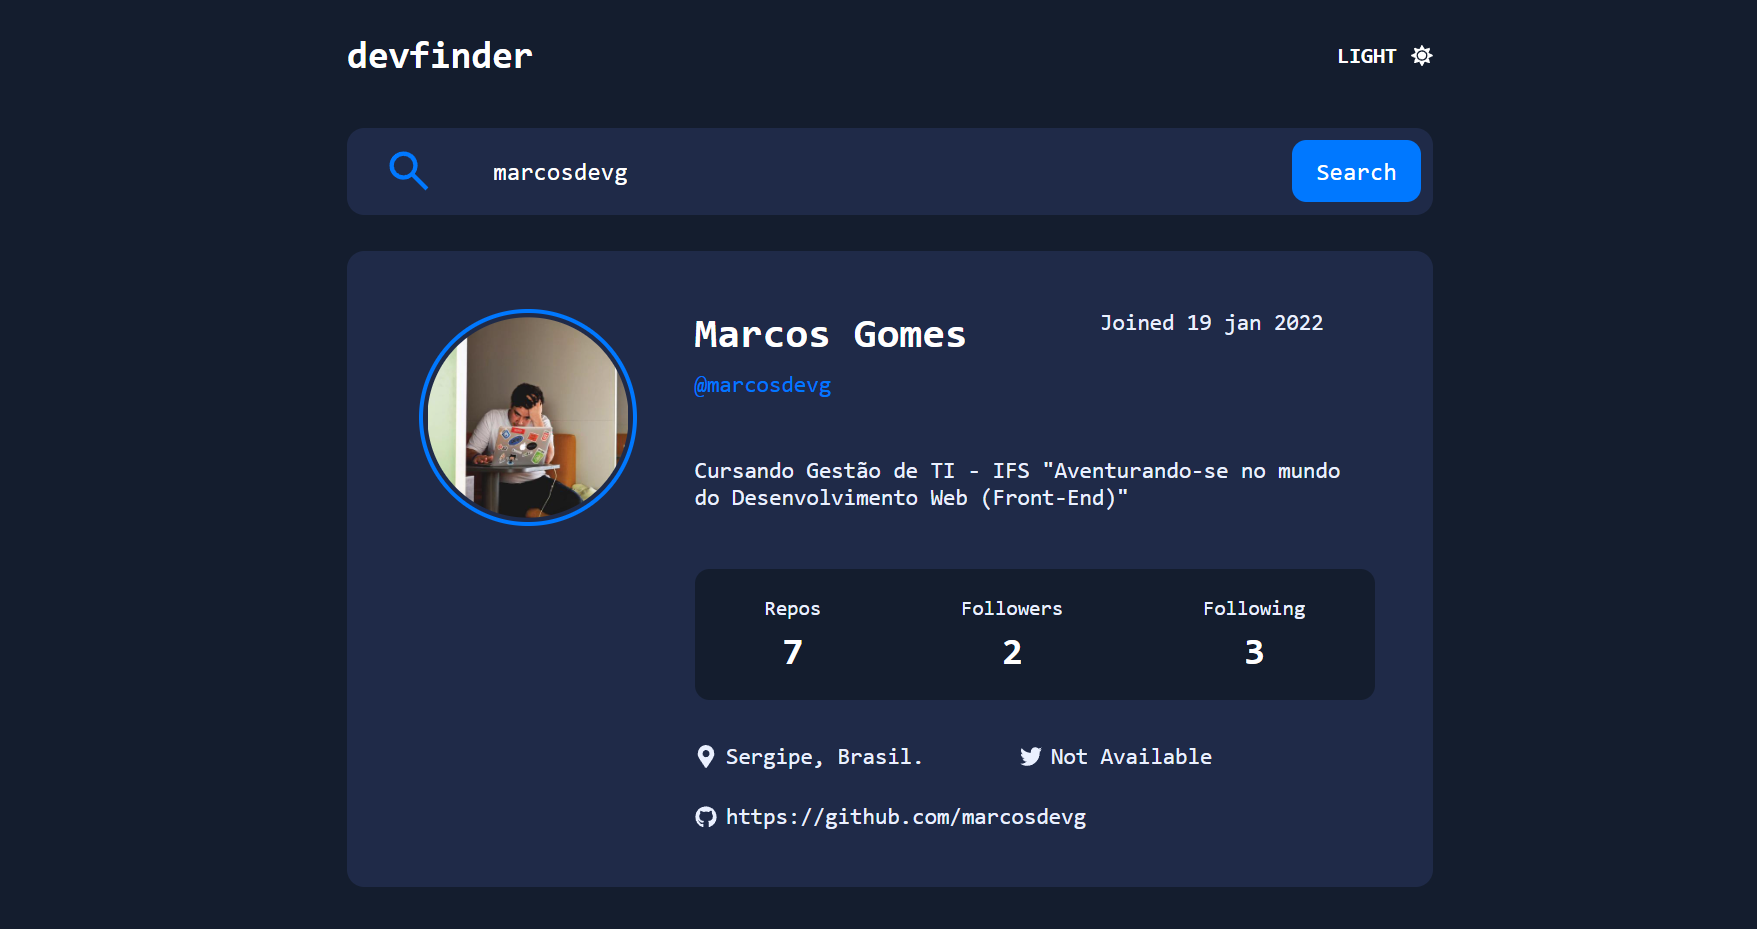 devfinder
LIGHT
marcosdevg
Search
Marcos Gomes
Joined 19 jan 2022
@marcosdevg
Cursando Gestão de TI - IFS "Aventurando-se no mundo
do Desenvolvimento Web (Front-End)"
Repos
Followers
Following
7
2
3
Sergipe, Brasil.
Not Available
https://github.com/marcosdevg